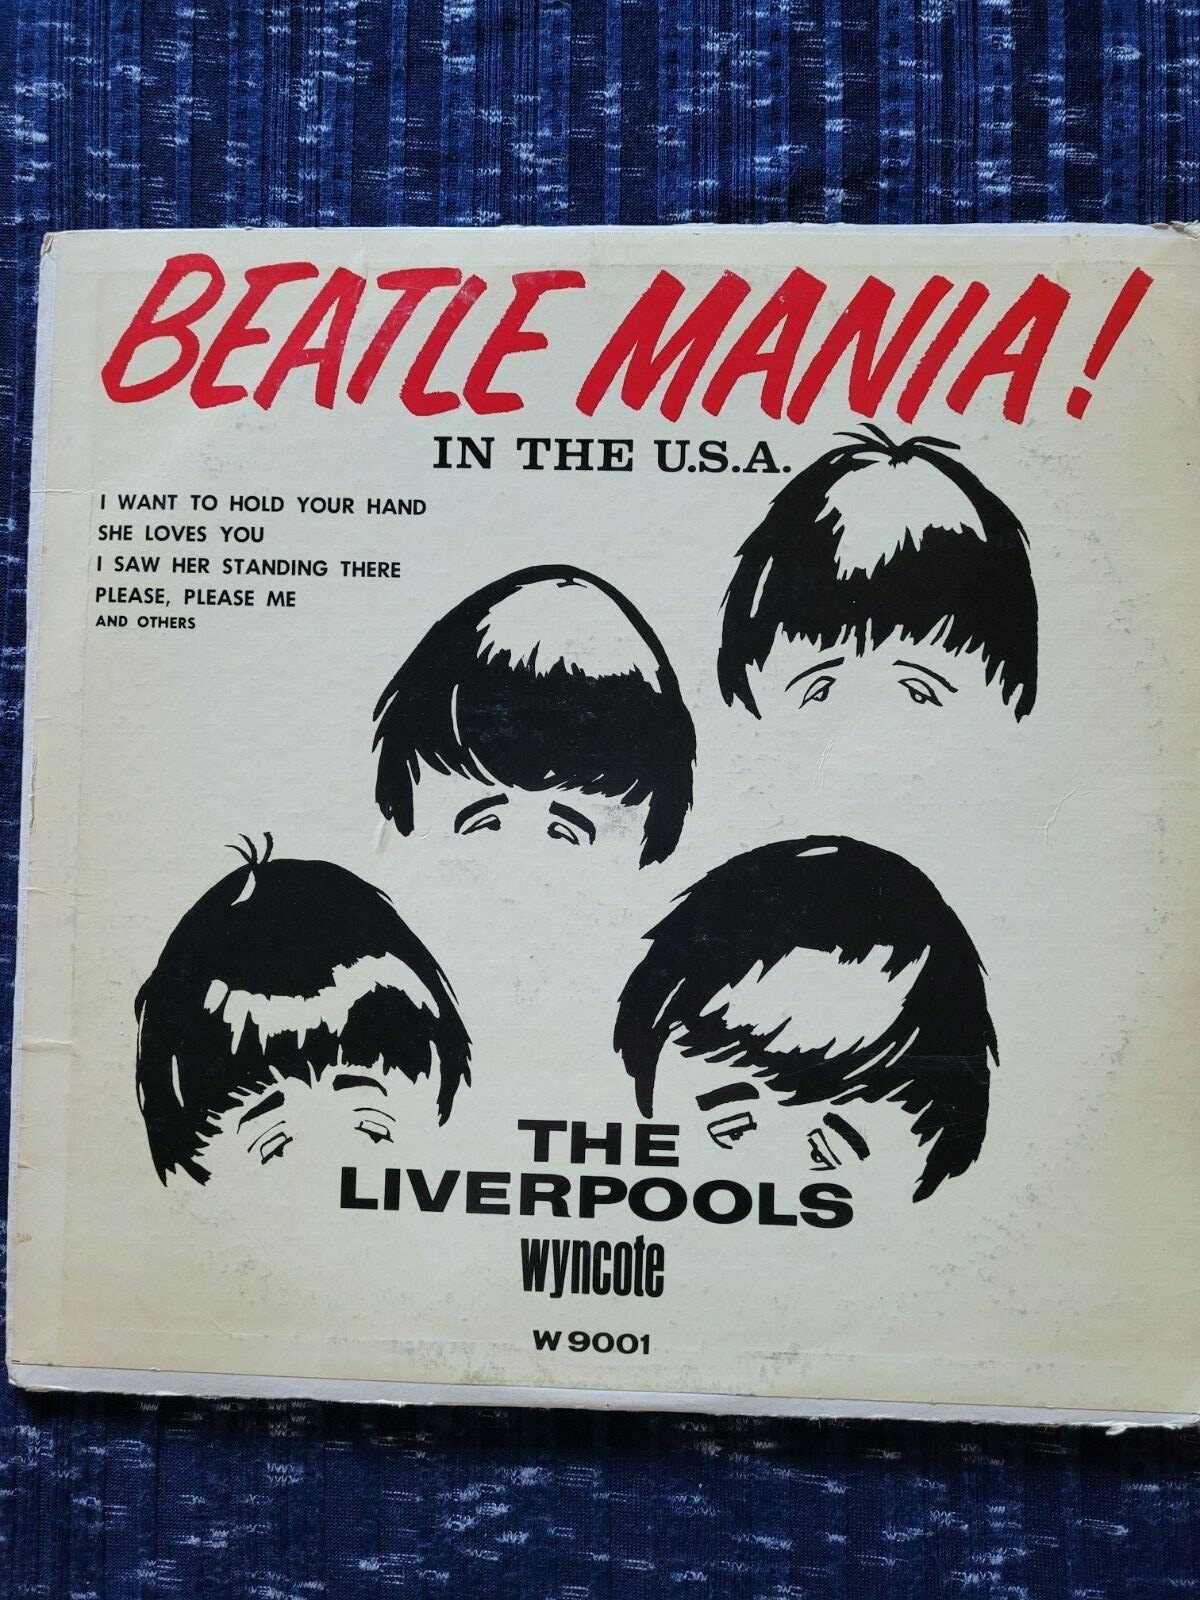 BEATLE MANIA!
IN THE U.S.A.
I WANT TO HOLD YOUR HAND
SHE LOVES YOU
I SAW HER STANDING THERE
PLEASE, PLEASE ME
AND OTHERS
THE
LIVERPOOLS
wyncote
W 9001